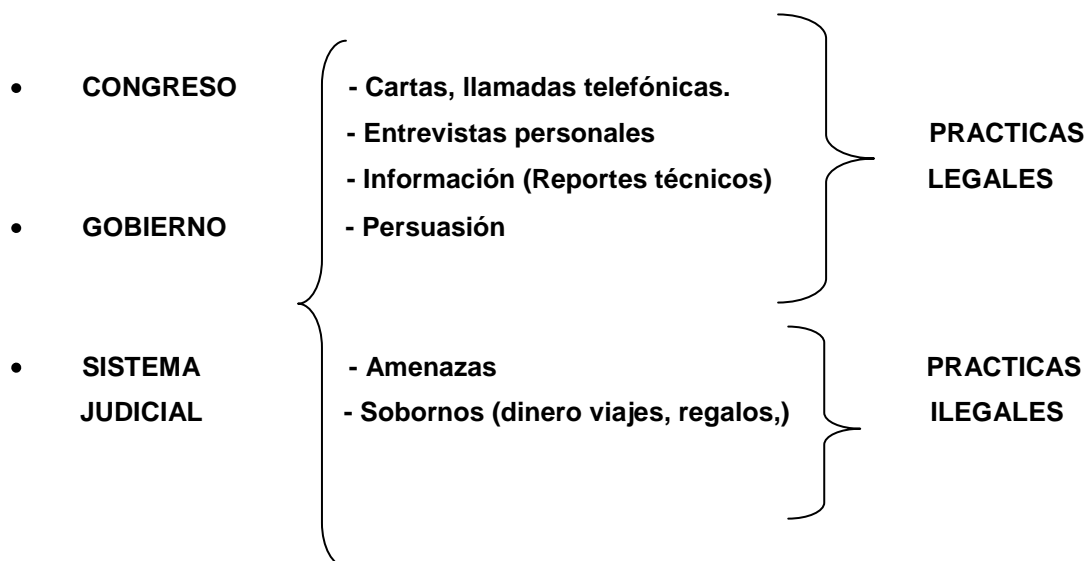 • CONGRESO - Cartas, llamadas telefónicas.
- Entrevistas personales PRACTICAS
- Información (Reportes técnicos) LEGALES
• GOBIERNO - Persuasión
• SISTEMA - Amenazas PRACTICAS
JUDICIAL - Sobornos (dinero viajes, regalos,) ILEGALES